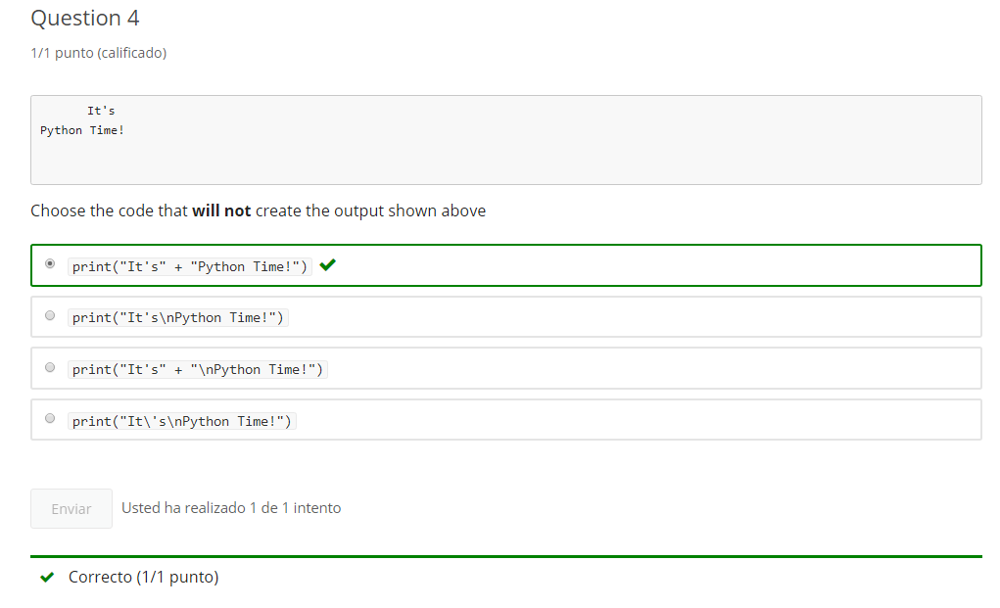 Question 4
1/1 punto (calificado)
It's
Python Time!
Choose the code that will not create the output shown above
print("It's" + "Python Time!")
print("It's\nPython Time!")
print("It's" + "\nPython Time!")
print("It\'s\nPython Time!")
Enviar Usted ha realizado 1 de 1 intento
Correcto (1/1 punto)